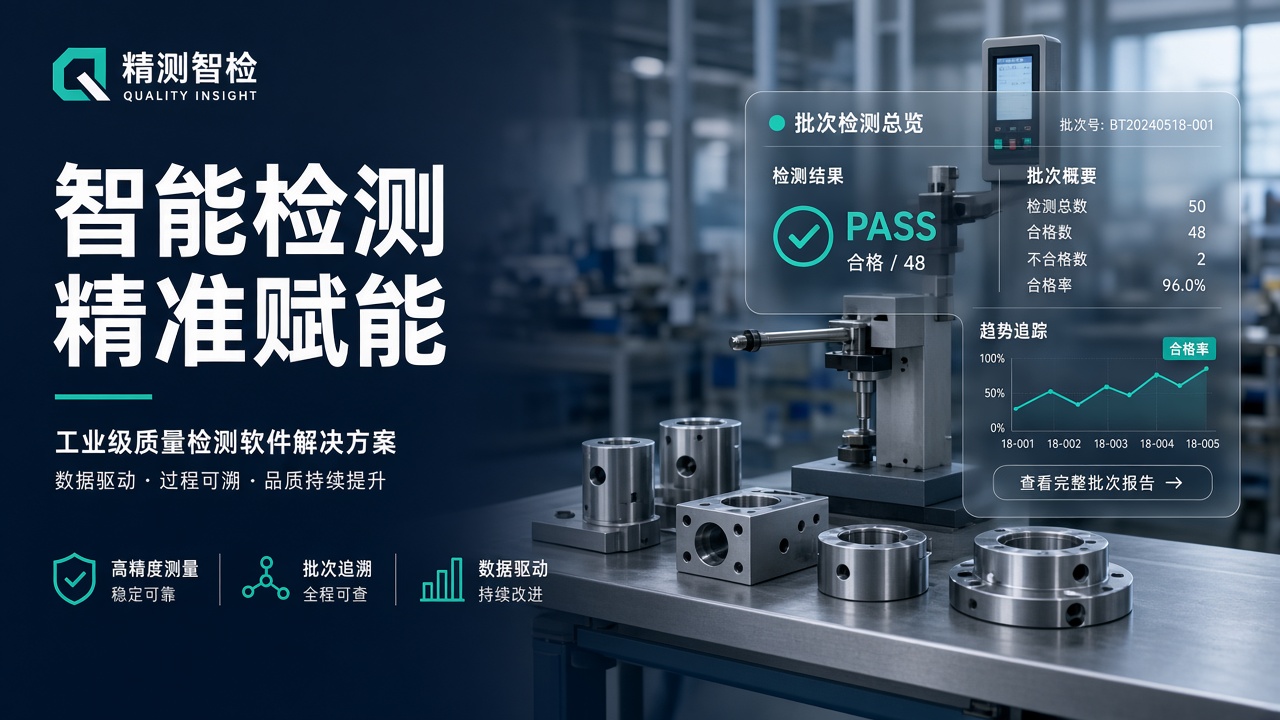 精测智检
QUALITY INSIGHT
智能检测
精准赋能
工业级质量检测软件解决方案
数据驱动 · 过程可溯 · 品质持续提升
高精度测量
稳定可靠
批次追溯
全程可查
数据驱动
持续改进
批次检测总览
批次号: BT20240518-001
检测结果
PASS
合格 / 48
批次概要
检测总数 50
合格数 48
不合格数 2
合格率 96.0%
趋势追踪
合格率
100%
50%
0%
18-001 18-002 18-003 18-004 18-005
查看完整批次报告 →